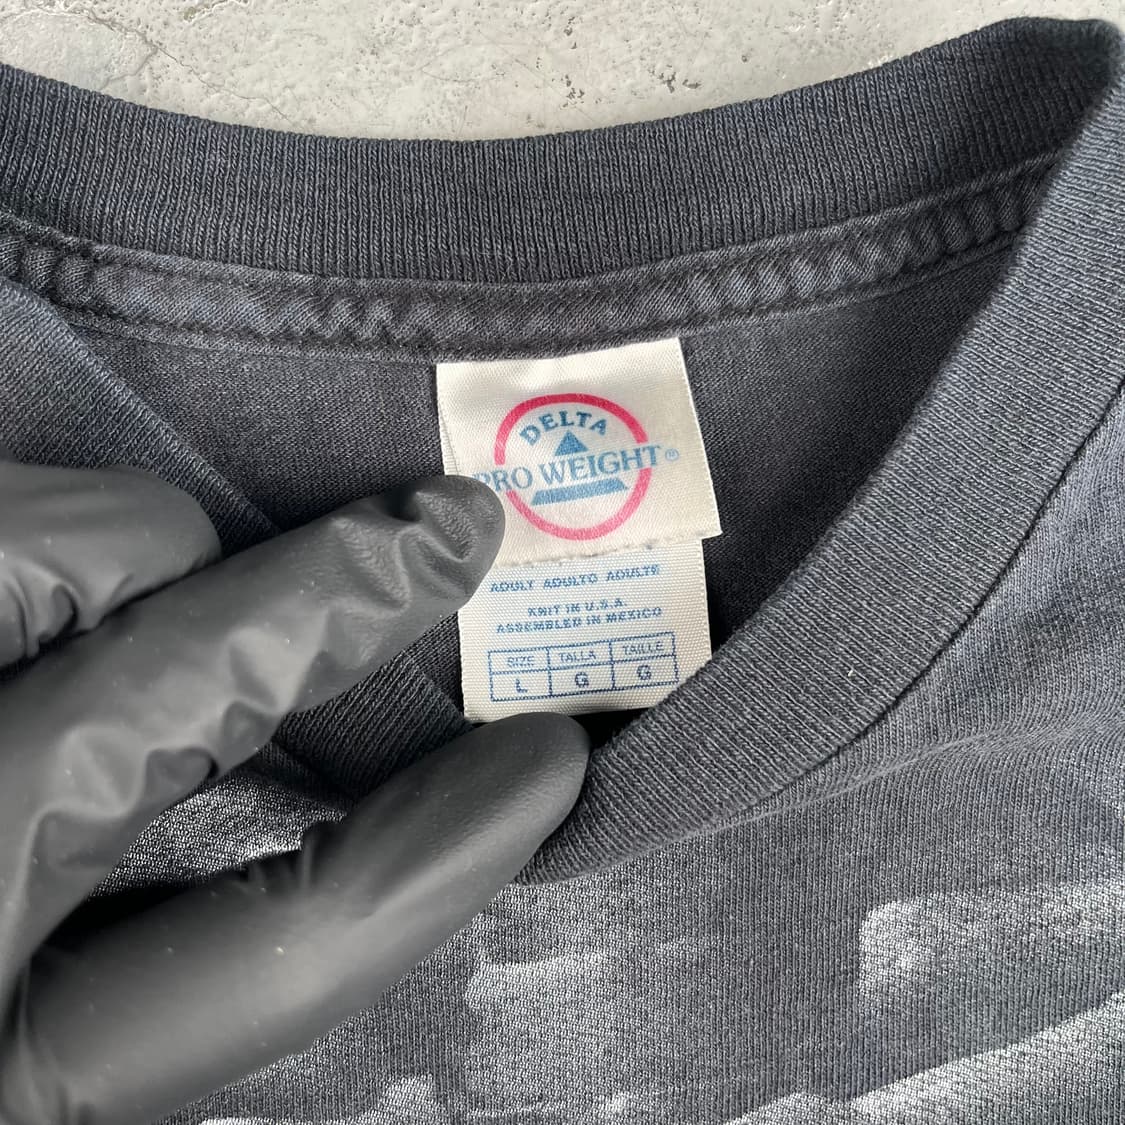 DELTA
PRO WEIGHT®
ADULT ADULTO ADULTE
KNIT IN U.S.A.
ASSEMBLED IN MEXICO
SIZE TALLA TAILLE
L G G